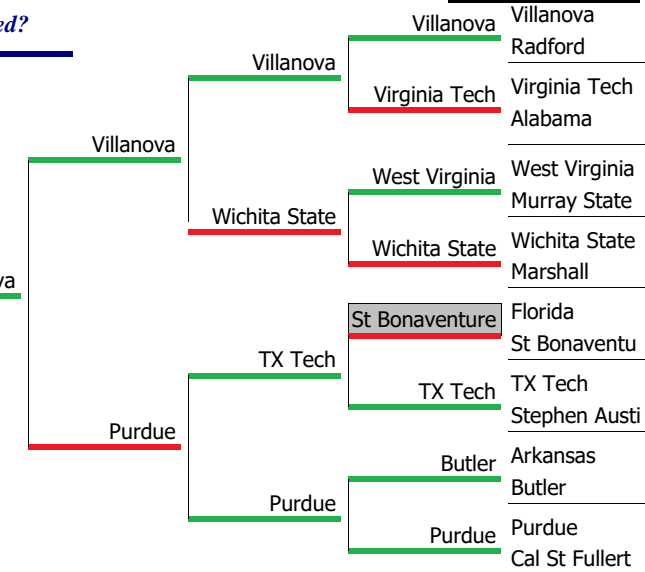 ed?
Villanova
Villanova
Radford
Villanova
Virginia Tech
Virginia Tech
Alabama
Villanova
West Virginia
West Virginia
Murray State
Wichita State
Wichita State
Wichita State
Marshall
va
St Bonaventure
Florida
St Bonaventu
TX Tech
TX Tech
TX Tech
Stephen Austi
Purdue
Butler
Arkansas
Butler
Purdue
Purdue
Purdue
Cal St Fullert